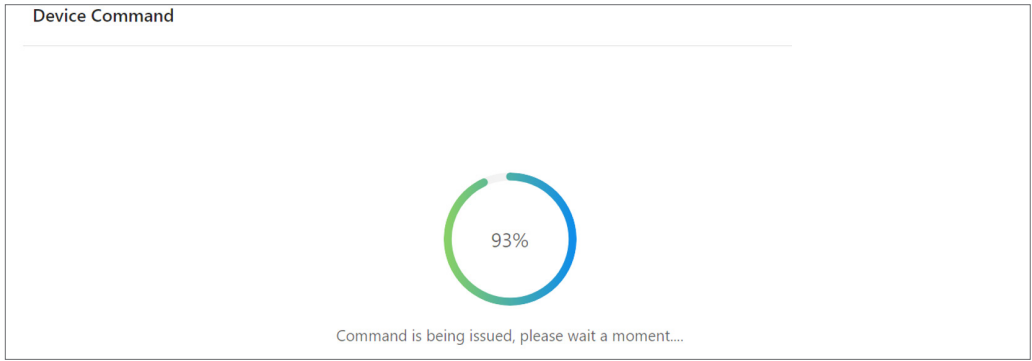 Device Command
93%
Command is being issued, please wait a moment....